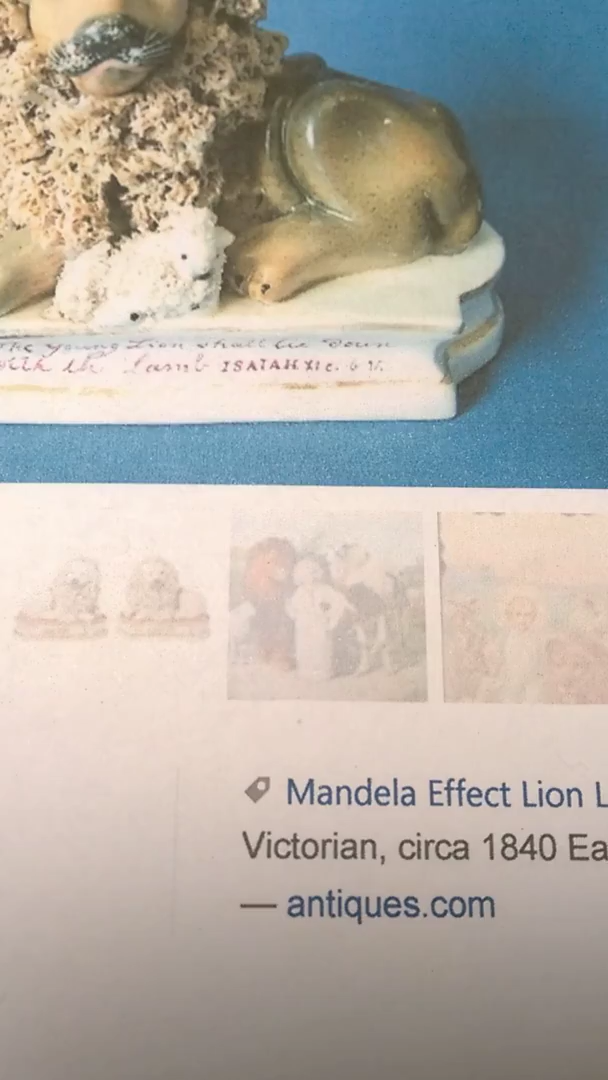 The young Lion shall lie down
with the Lamb ISAIAH XI c. 6 V.
Mandela Effect Lion L
Victorian, circa 1840 Ea
— antiques.com